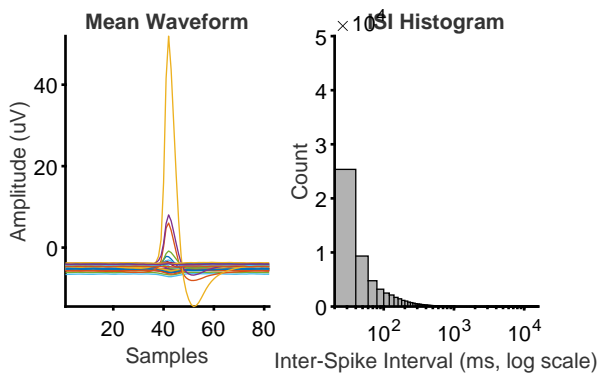 Mean Waveform
Amplitude (uV)
40
20
0
20 40 60 80
Samples
× 10⁴ ISI Histogram
Count
5
4
3
2
1
0
10² 10³ 10⁴
Inter-Spike Interval (ms, log scale)